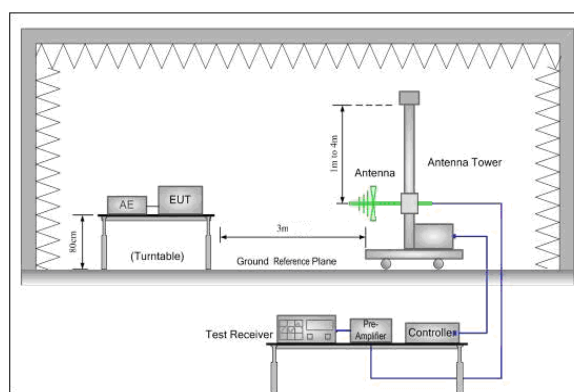 1m to 4m
Antenna
Antenna Tower
AE
EUT
80cm
(Turntable)
3m
Ground Reference Plane
Test Receiver
Pre-
Amplifier
Controller